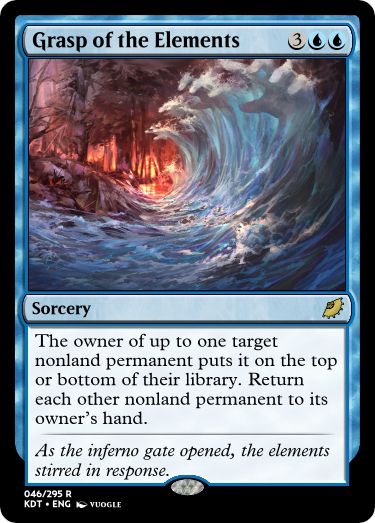 Grasp of the Elements 3
Sorcery
The owner of up to one target
nonland permanent puts it on the top
or bottom of their library. Return
each other nonland permanent to its
owner's hand.
As the inferno gate opened, the elements
stirred in response.
046/295 R
KDT • ENG VUOGLE